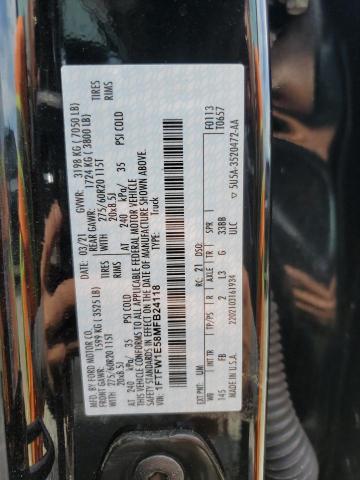 MFD. BY FORD MOTOR CO.
DATE: 03/21 GVWR: 3198 KG ( 7050 LB)
FRONT GAWR: 1599 KG ( 3525 LB) REAR GAWR: 1724 KG ( 3800 LB)
WITH 275/60R20 115T TIRES WITH 275/60R20 115T TIRES
20x8.5J RIMS 20x8.5J RIMS
AT 240 kPa/ 35 PSI COLD AT 240 kPa/ 35 PSI COLD
THIS VEHICLE CONFORMS TO ALL APPLICABLE FEDERAL MOTOR VEHICLE
SAFETY STANDARDS IN EFFECT ON THE DATE OF MANUFACTURE SHOWN ABOVE.
VIN: 1FTFW1E58MFB24118 TYPE: Truck
F0113
T0657
EXT PNT: UM RC: 21 DSO:
WB INT TR TP/PS R AXLE TR SPR
145 FB 2 L3 G 33BB
ULC
MADE IN U.S.A. 2202103161934
▽ 5U5A-3520472-AA